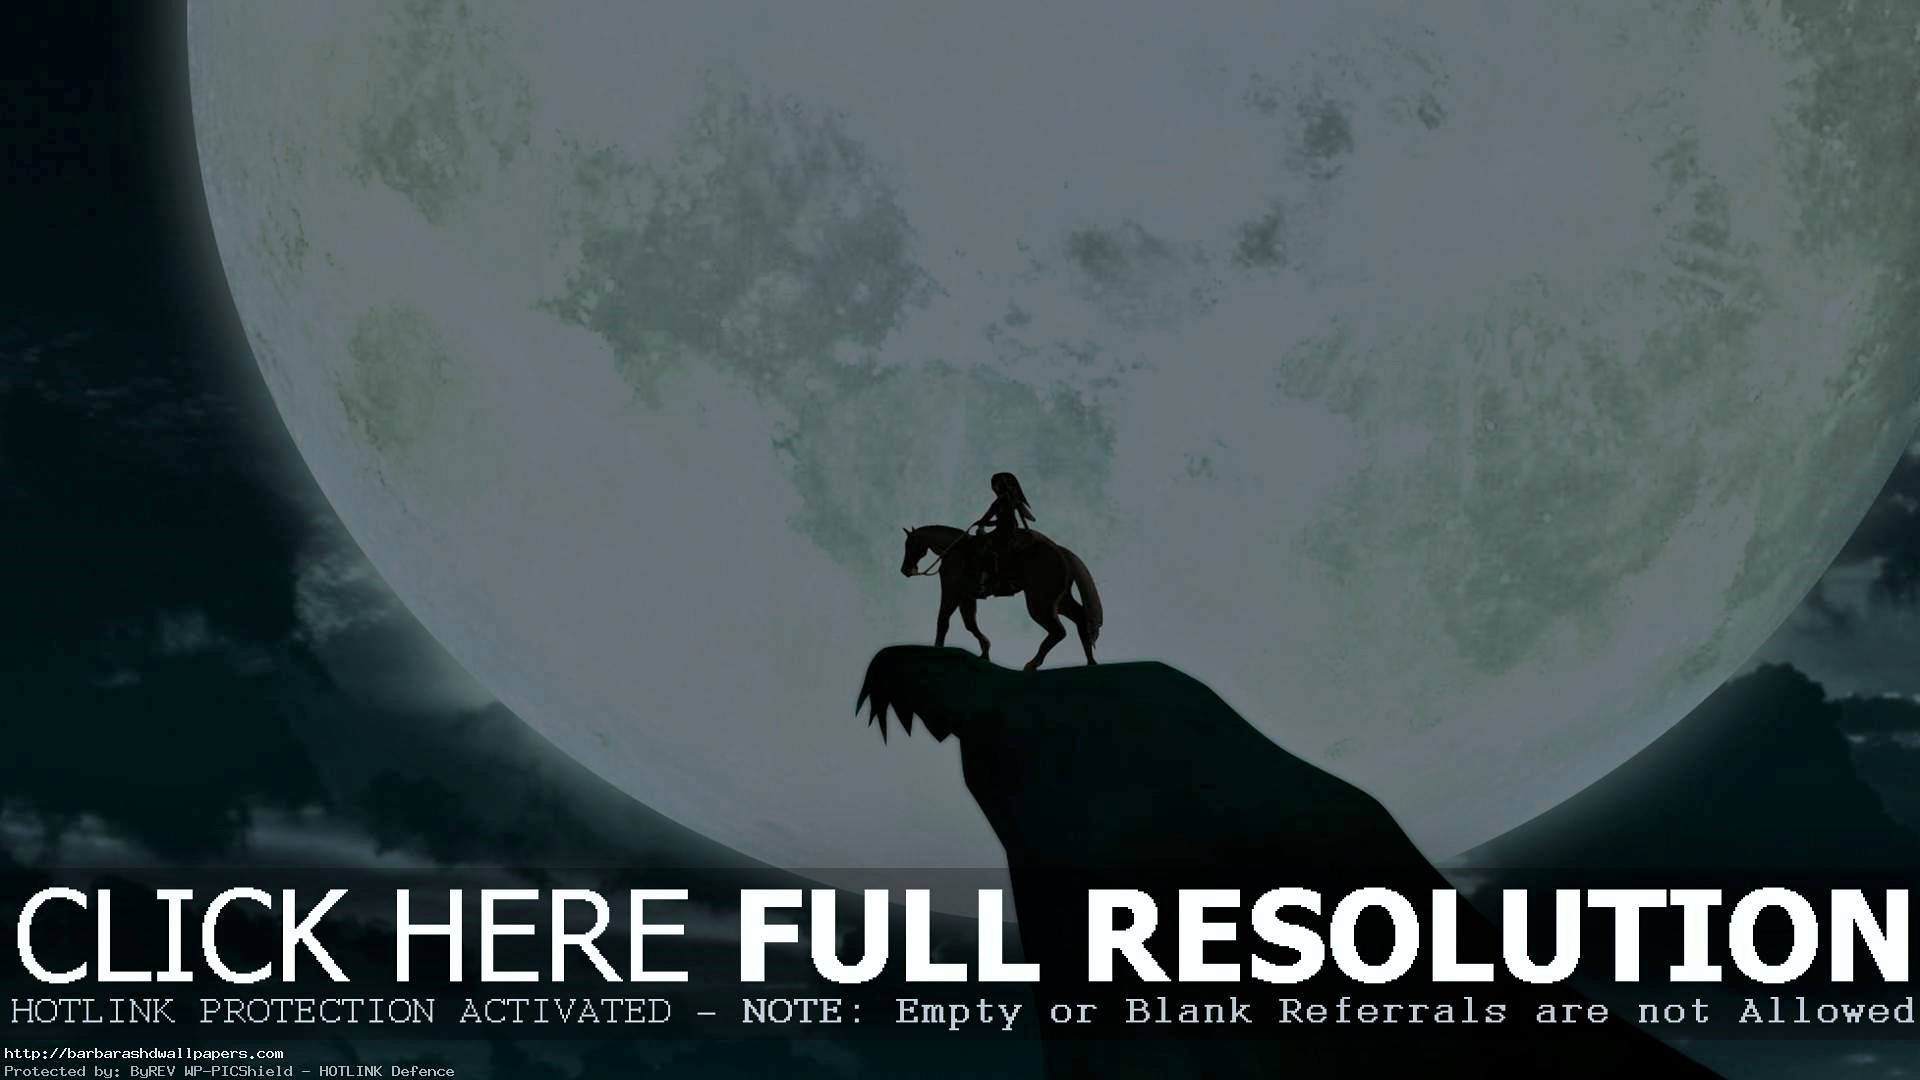 CLICK HERE FULL RESOLUTION
HOTLINK PROTECTION ACTIVATED - NOTE: Empty or Blank Referrals are not Allowed
http://barbarashdwallpapers.com
Protected by: ByREV WP-PICShield - HOTLINK Defence